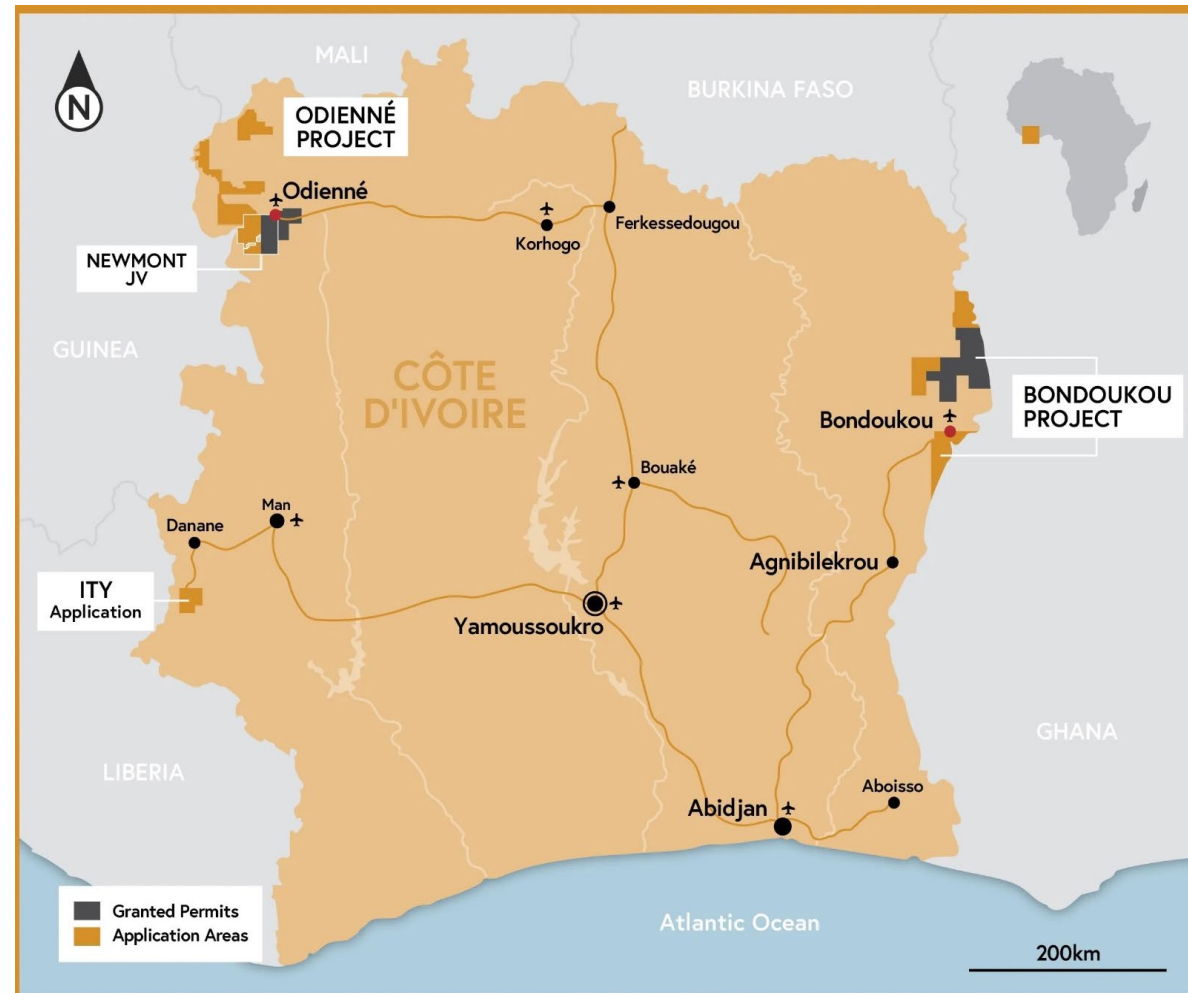 MALI
BURKINA FASO
N
ODIENNÉ
PROJECT
Odienné
Ferkessedougou
Korhogo
NEWMONT
JV
GUINEA
CÔTE
D'IVOIRE
BONDOUKOU
PROJECT
Bondoukou
Bouaké
Man
Danane
Agnibilekrou
ITY
Application
Yamoussoukro
GHANA
LIBERIA
Aboisso
Abidjan
Granted Permits
Application Areas
Atlantic Ocean
200km